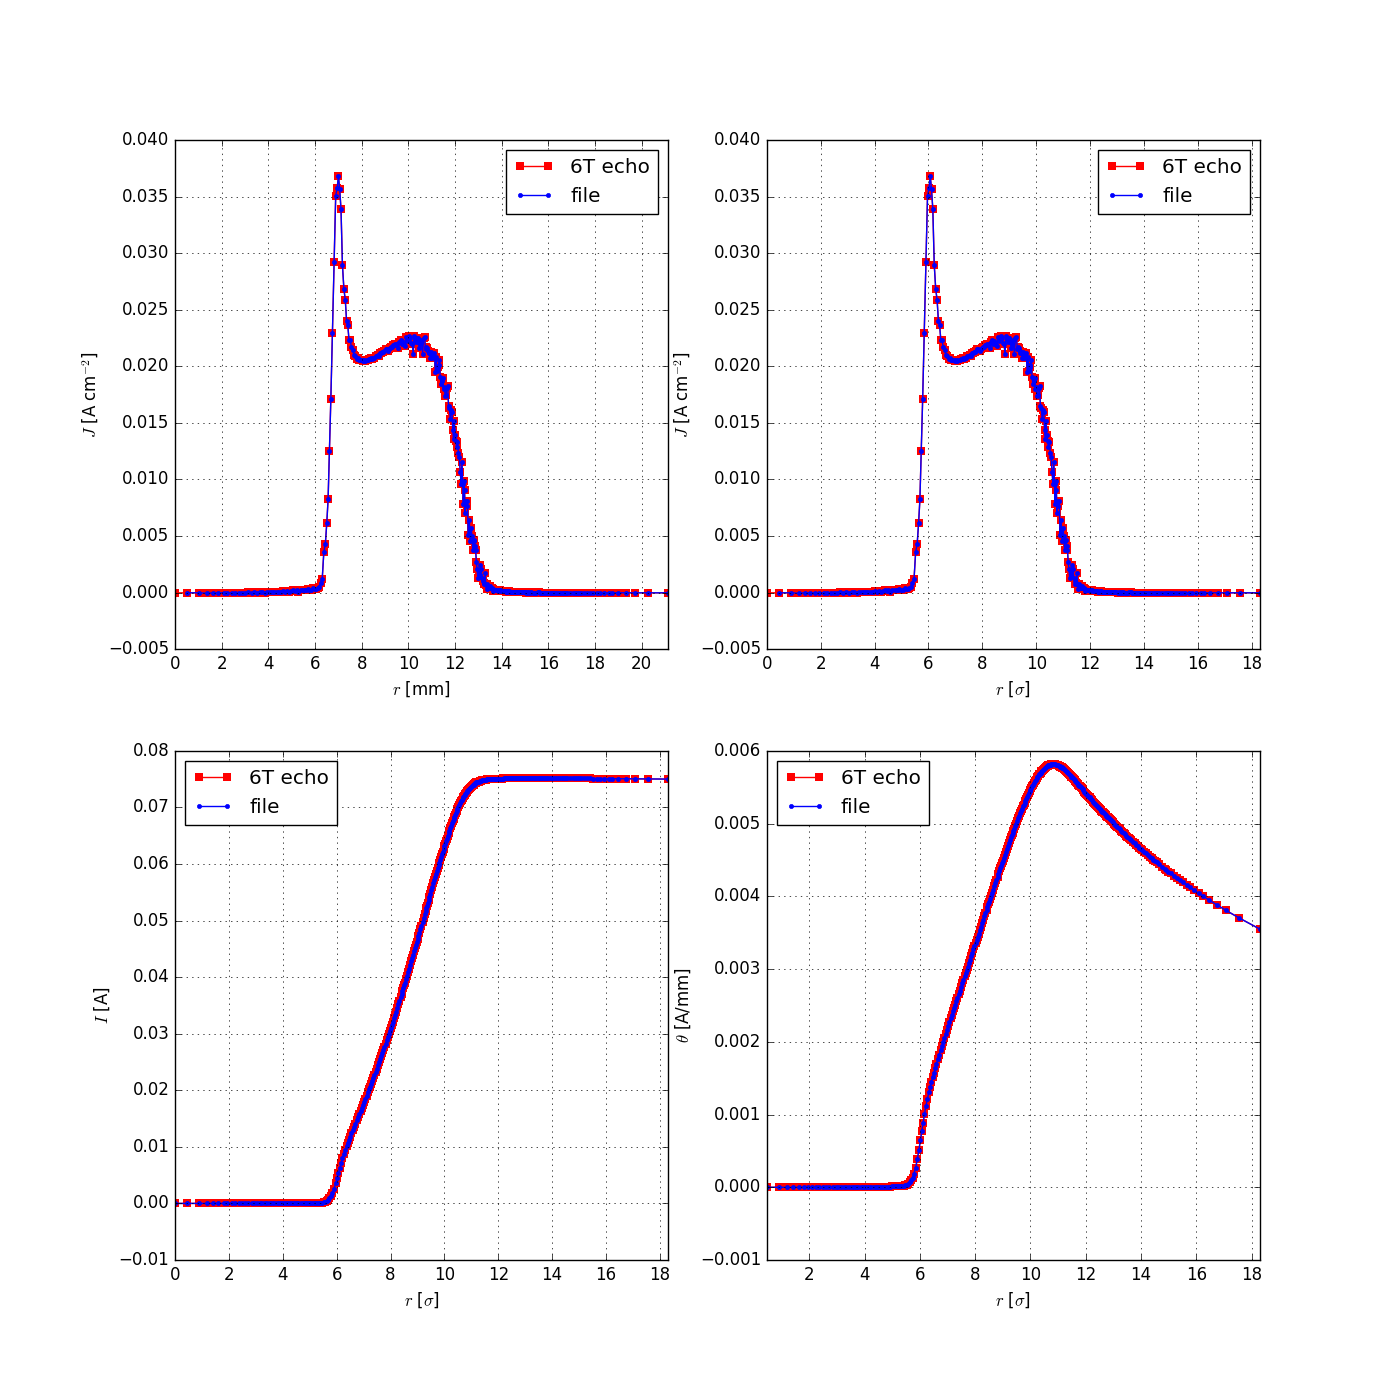 0.040
0.035
0.030
0.025
0.020
0.015
0.010
0.005
0.000
−0.005
J [A cm⁻²]
0 2 4 6 8 10 12 14 16 18 20
r [mm]
6T echo
file
0.040
0.035
0.030
0.025
0.020
0.015
0.010
0.005
0.000
−0.005
J [A cm⁻²]
0 2 4 6 8 10 12 14 16 18
r [σ]
6T echo
file
0.08
0.07
0.06
0.05
0.04
0.03
0.02
0.01
0.00
−0.01
I [A]
0 2 4 6 8 10 12 14 16 18
r [σ]
6T echo
file
0.006
0.005
0.004
0.003
0.002
0.001
0.000
−0.001
θ [A/mm]
2 4 6 8 10 12 14 16 18
r [σ]
6T echo
file